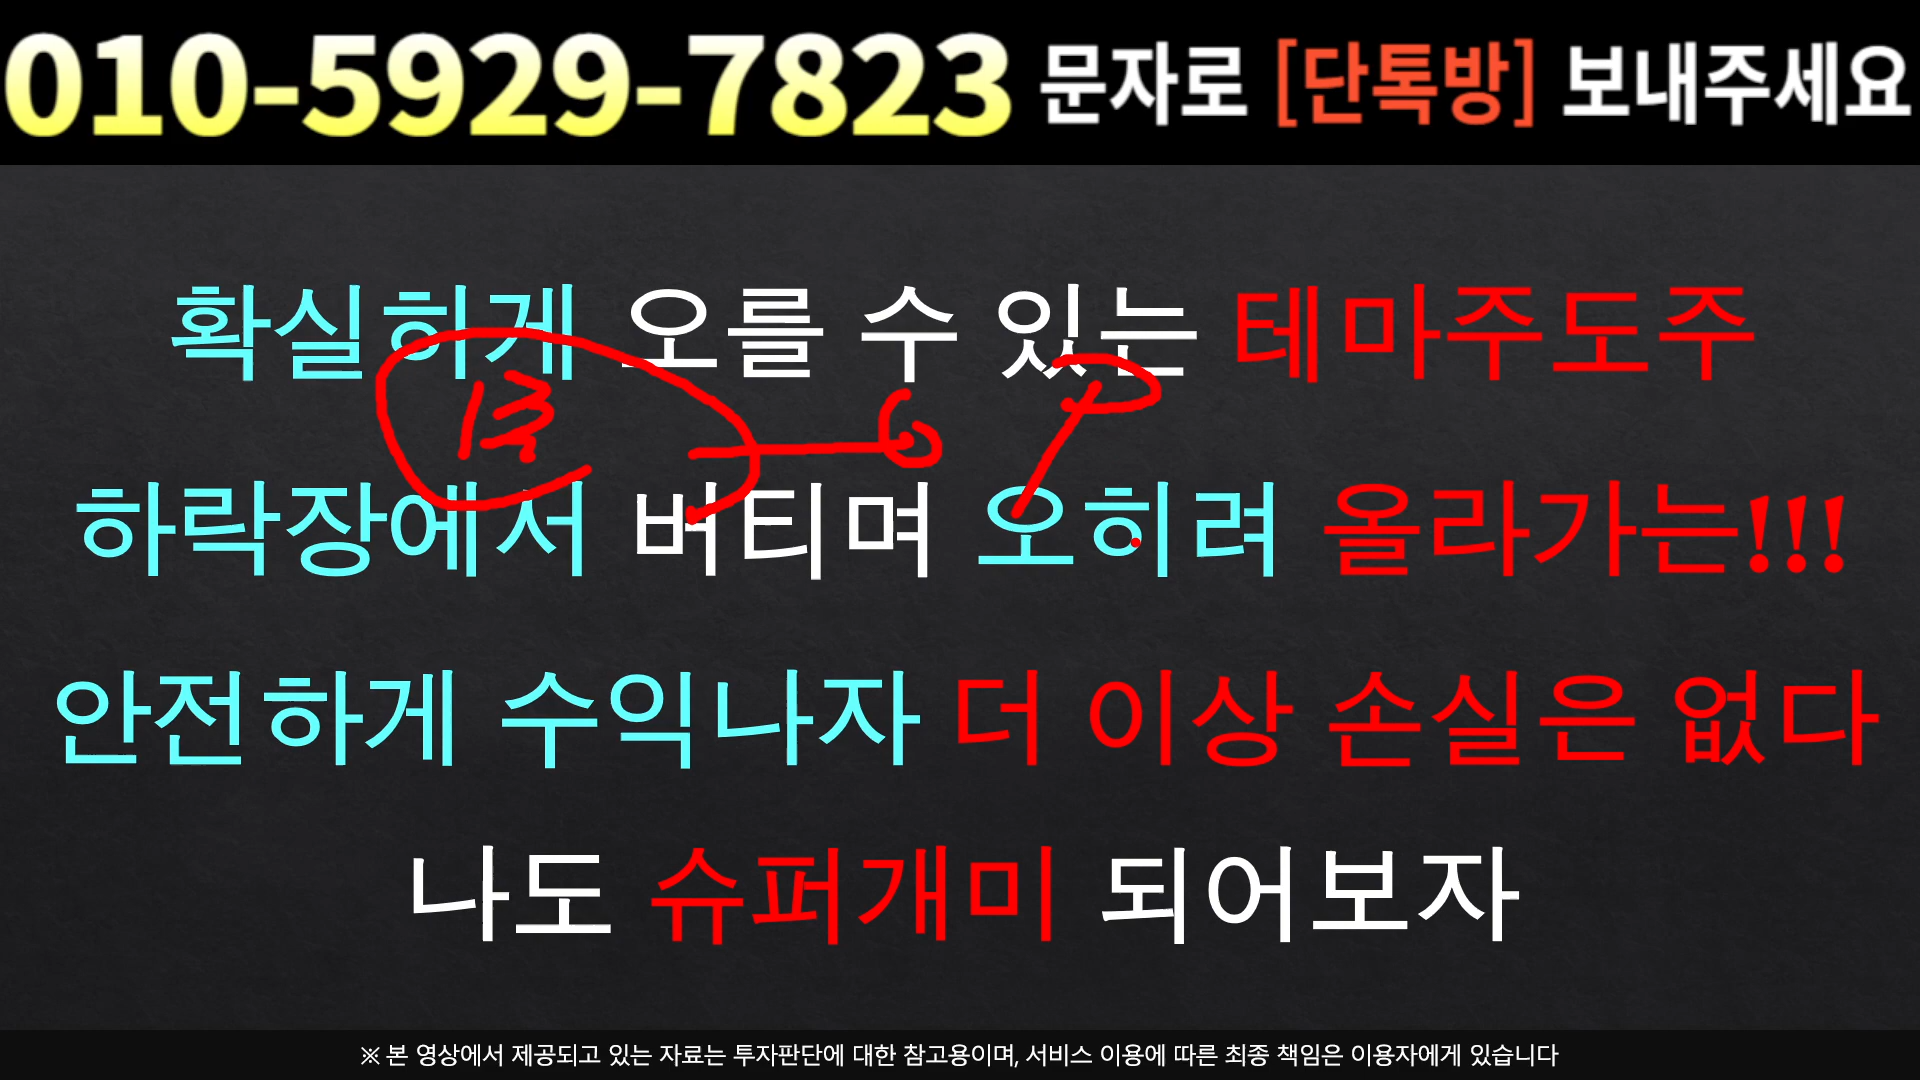 010-5929-7823 문자로 [단톡방] 보내주세요
확실하게 오를 수 있는 테마주도주
하락장에서 버티며 오히려 올라가는!!!
안전하게 수익나자 더 이상 손실은 없다
나도 슈퍼개미 되어보자
※ 본 영상에서 제공되고 있는 자료는 투자판단에 대한 참고용이며, 서비스 이용에 따른 최종 책임은 이용자에게 있습니다